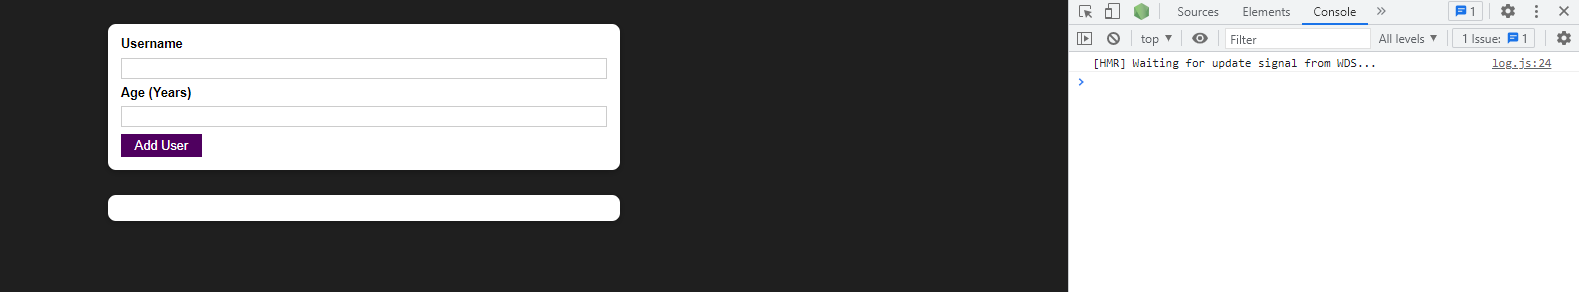 Username
Age (Years)
Add User
Sources Elements Console 1
top Filter All levels 1 Issue: 1
[HMR] Waiting for update signal from WDS... log.js:24